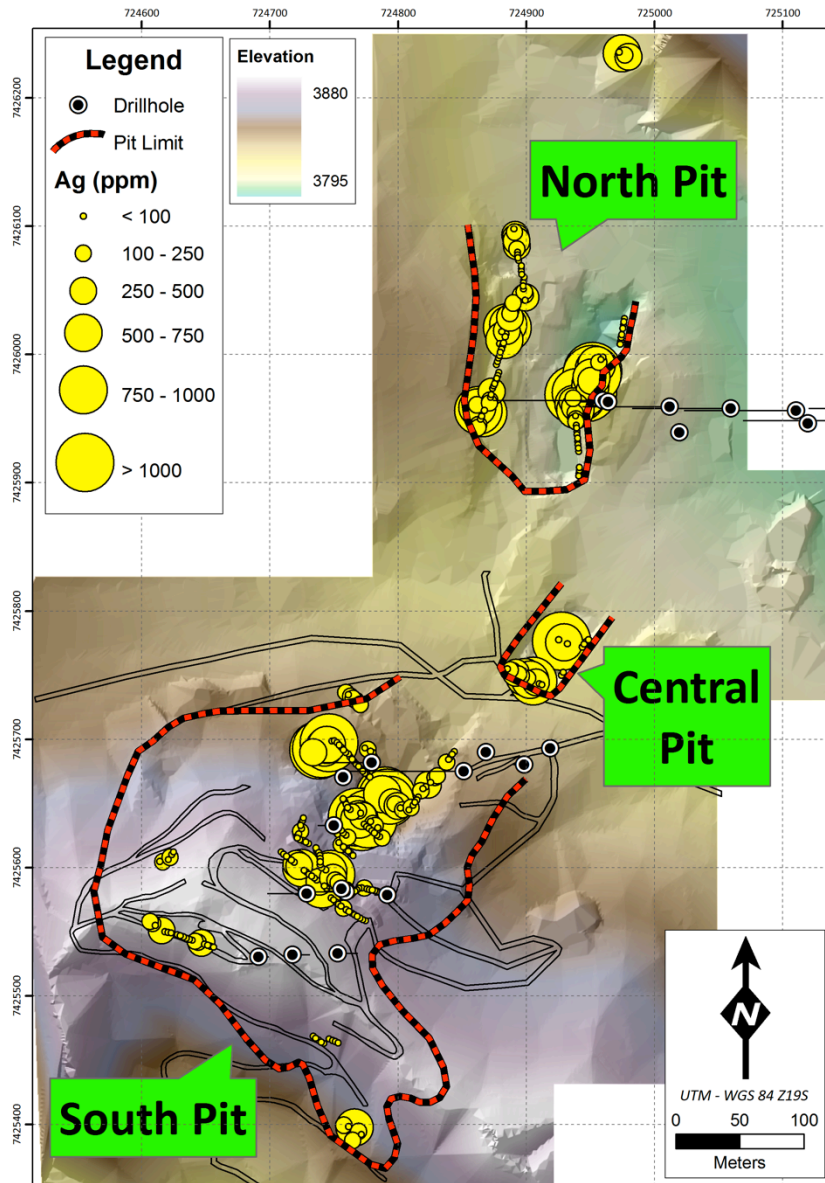 724600 724700 724800 724900 725000 725100
Legend
Drillhole
Pit Limit
Ag (ppm)
< 100
100 - 250
250 - 500
500 - 750
750 - 1000
> 1000
Elevation
3880
3795
North Pit
Central
Pit
South Pit
7426200
7426100
7426000
7425900
7425800
7425700
7425600
7425500
7425400
N
UTM - WGS 84 Z19S
0 50 100
Meters